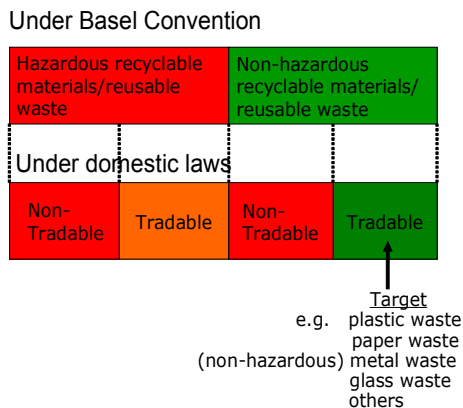 Under Basel Convention
Hazardous recyclable
materials/reusable
waste
Non-hazardous
recyclable materials/
reusable waste
Under domestic laws
Non-
Tradable
Tradable
Non-
Tradable
Tradable
Target
e.g. plastic waste
paper waste
(non-hazardous) metal waste
glass waste
others